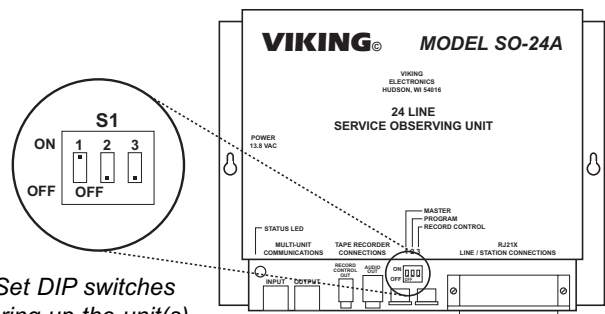 VIKING©
MODEL SO-24A
VIKING
ELECTRONICS
HUDSON, WI 54016
24 LINE
SERVICE OBSERVING UNIT
POWER
13.8 VAC
S1
ON 1 2 3
OFF OFF
MASTER
PROGRAM
RECORD CONTROL
STATUS LED
MULTI-UNIT
COMMUNICATIONS
TAPE RECORDER
CONNECTIONS
1 2 3
RJ21X
LINE / STATION CONNECTIONS
INPUT OUTPUT
RECORD
CONTROL
OUT
AUDIO
OUT
ON
OFF OFF
Set DIP switches
ring up the unit(s)